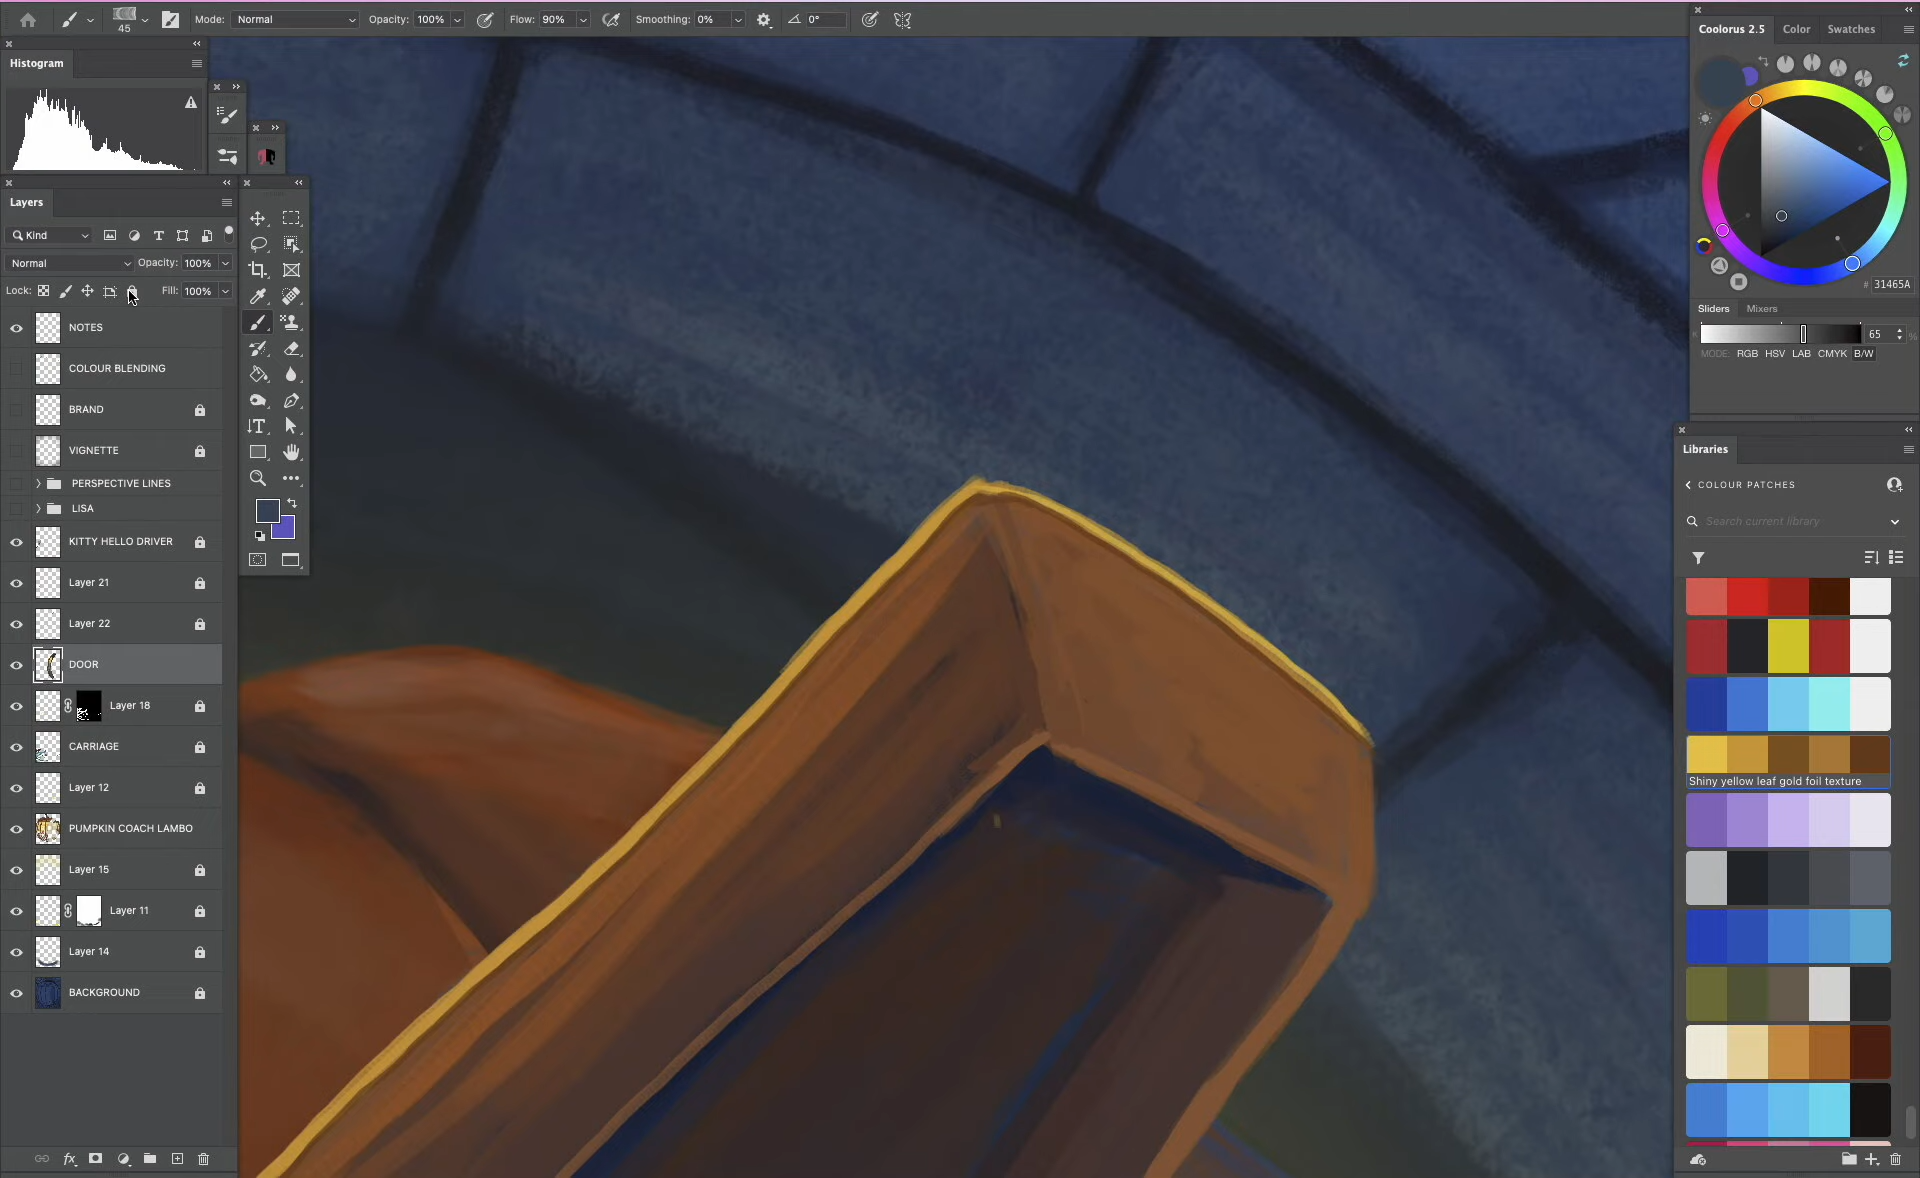 Mode: Normal Opacity: 100% Flow: 90% Smoothing: 0% 0°
45
Histogram
Layers
Kind
Normal Opacity: 100%
Lock: Fill: 100%
NOTES
COLOUR BLENDING
BRAND
VIGNETTE
PERSPECTIVE LINES
LISA
KITTY HELLO DRIVER
Layer 21
Layer 22
DOOR
Layer 18
CARRIAGE
Layer 12
PUMPKIN COACH LAMBO
Layer 15
Layer 11
Layer 14
BACKGROUND
fx
Coolorus 2.5 Color Swatches
# 31465A
Sliders Mixers
K 65 %
MODE: RGB HSV LAB CMYK B/W
Libraries
COLOUR PATCHES
Search current library
Shiny yellow leaf gold foil texture